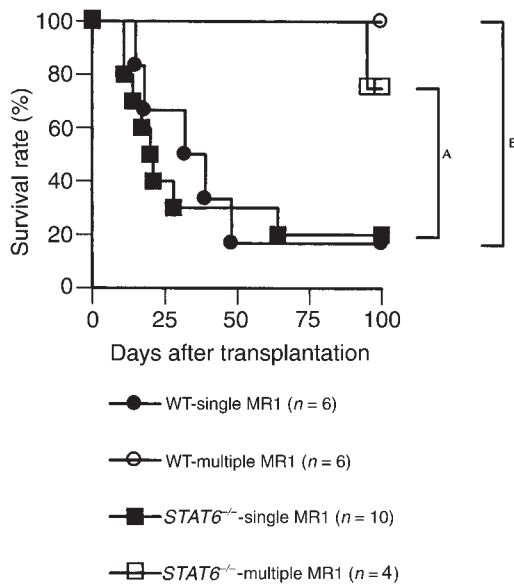 100
80
60
40
20
0
Survival rate (%)
A
B
0 25 50 75 100
Days after transplantation
WT-single MR1 (n = 6)
WT-multiple MR1 (n = 6)
STAT6⁻/⁻-single MR1 (n = 10)
STAT6⁻/⁻-multiple MR1 (n = 4)